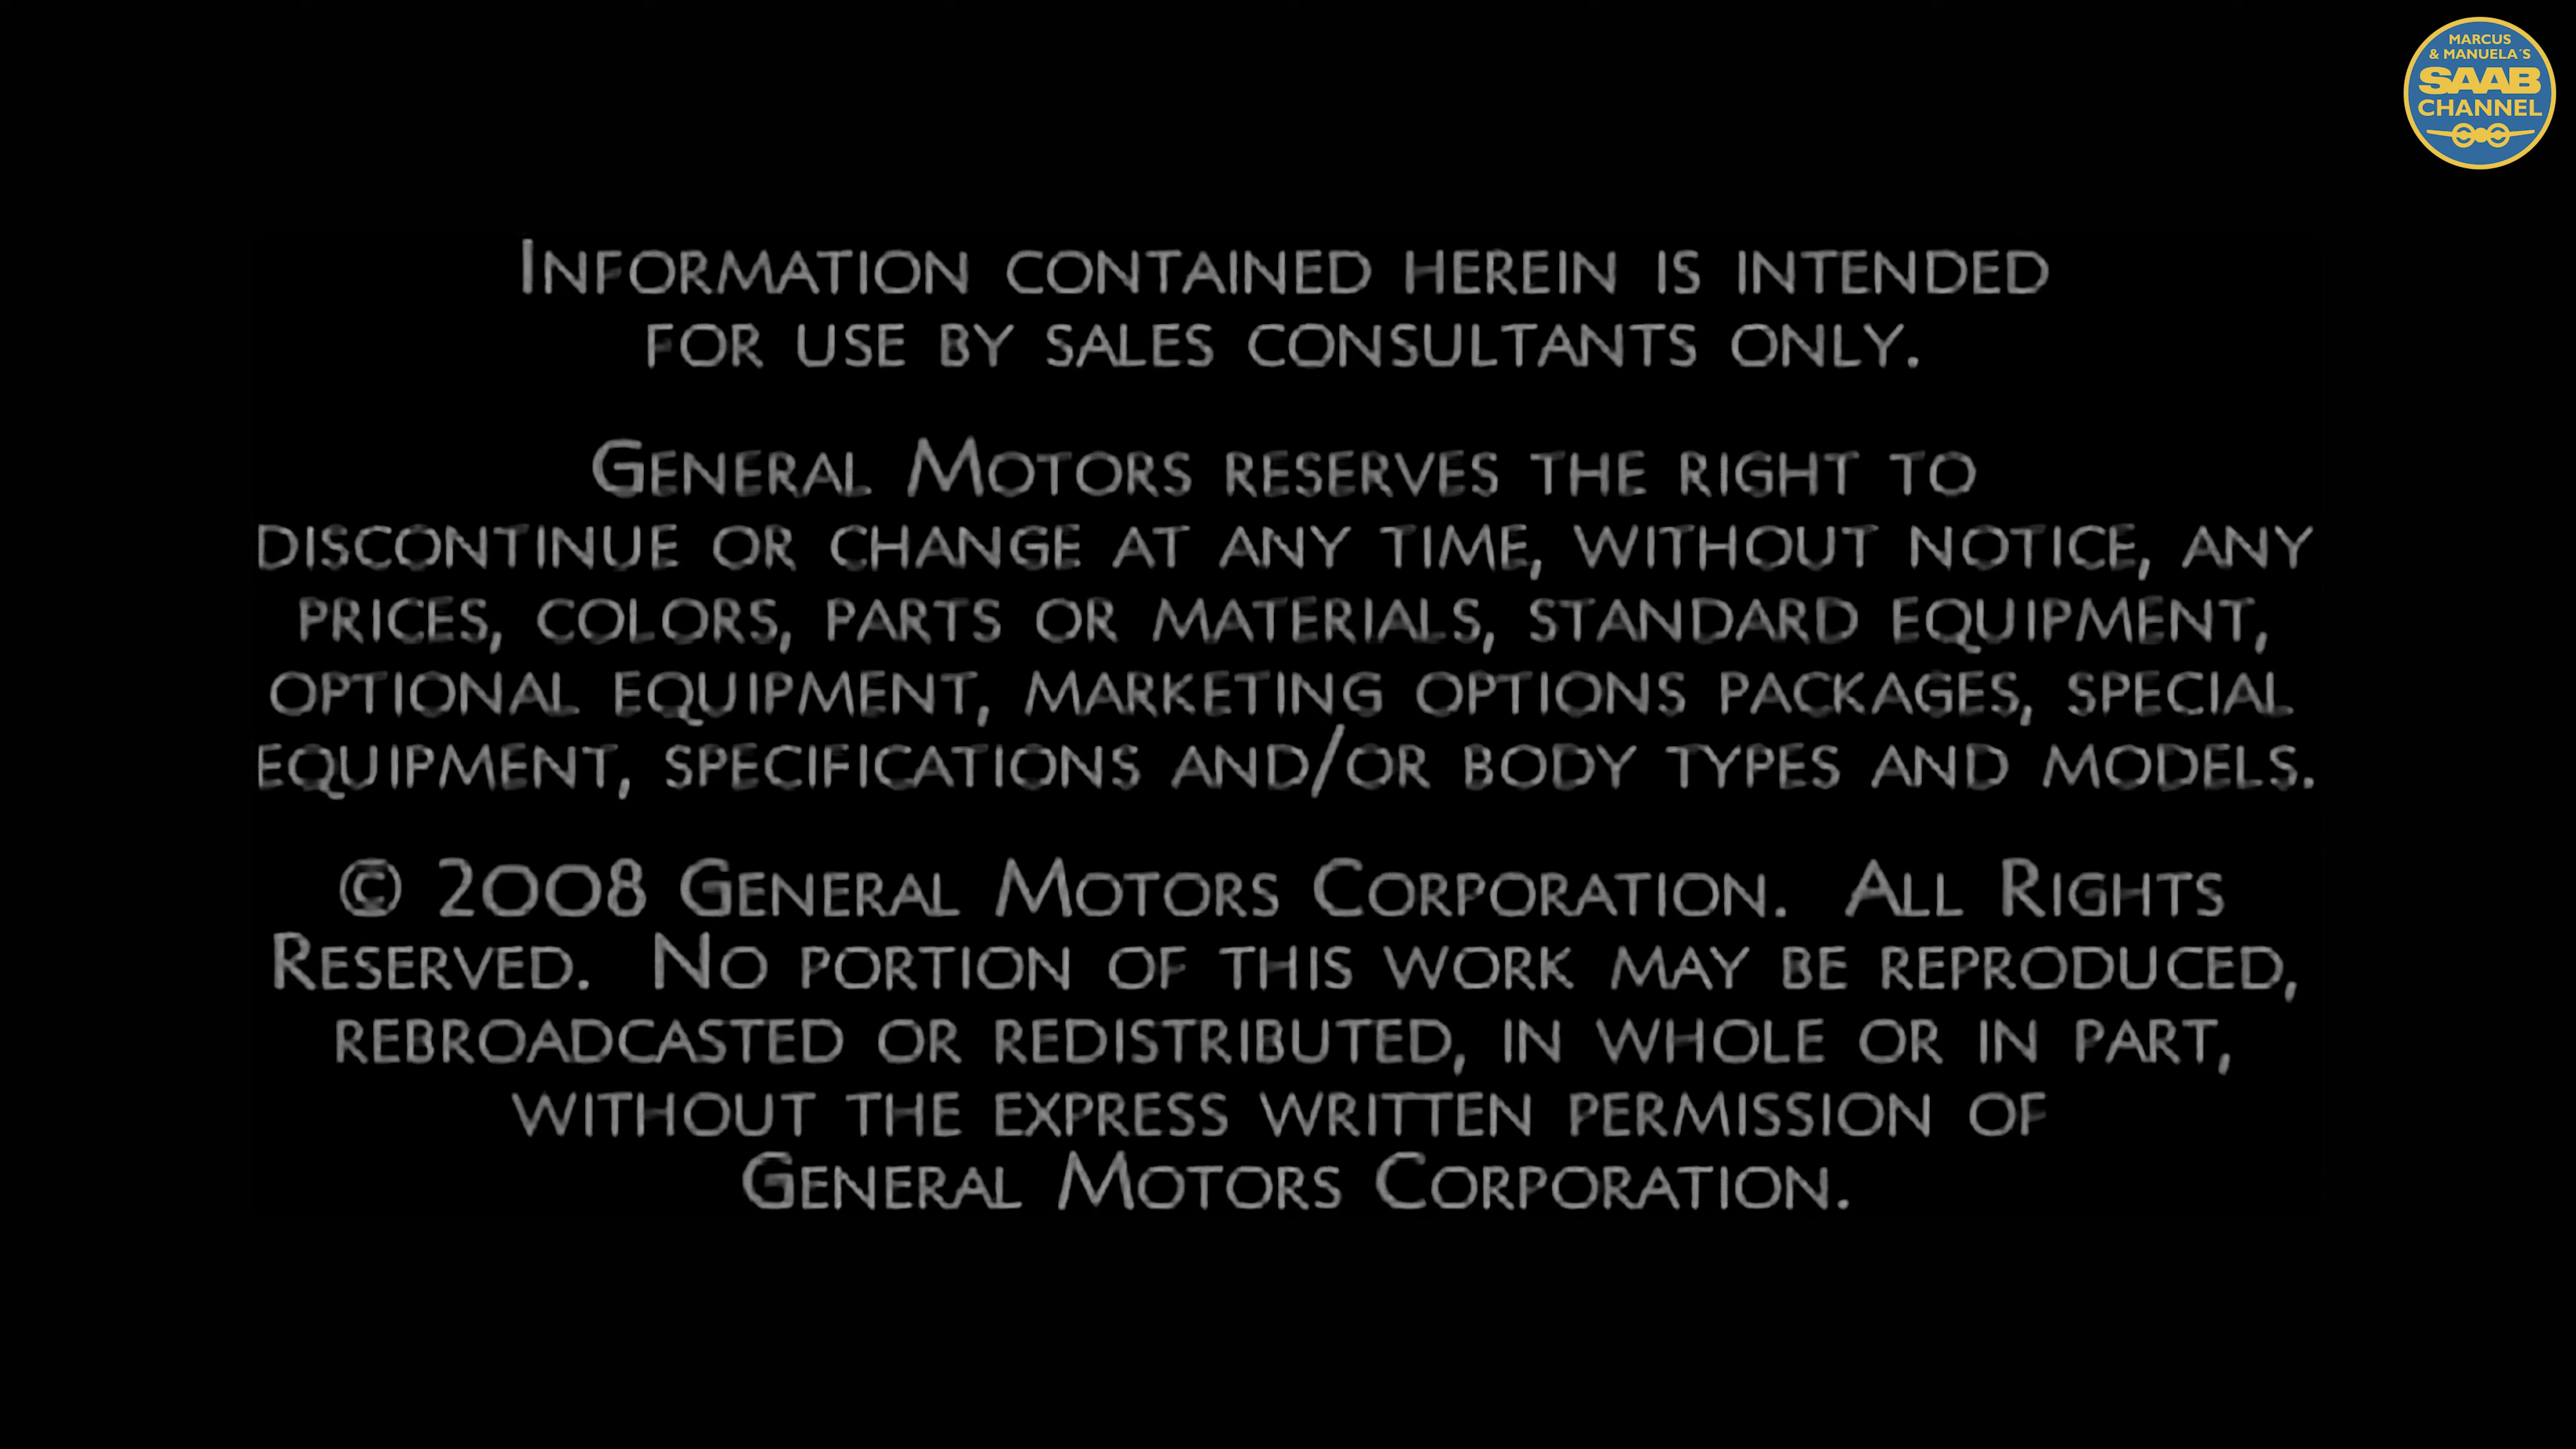 MARCUS
& MANUELA´S
SAAB
CHANNEL
INFORMATION CONTAINED HEREIN IS INTENDED
FOR USE BY SALES CONSULTANTS ONLY.
GENERAL MOTORS RESERVES THE RIGHT TO
DISCONTINUE OR CHANGE AT ANY TIME, WITHOUT NOTICE, ANY
PRICES, COLORS, PARTS OR MATERIALS, STANDARD EQUIPMENT,
OPTIONAL EQUIPMENT, MARKETING OPTIONS PACKAGES, SPECIAL
EQUIPMENT, SPECIFICATIONS AND/OR BODY TYPES AND MODELS.
© 2008 GENERAL MOTORS CORPORATION. ALL RIGHTS
RESERVED. NO PORTION OF THIS WORK MAY BE REPRODUCED,
REBROADCASTED OR REDISTRIBUTED, IN WHOLE OR IN PART,
WITHOUT THE EXPRESS WRITTEN PERMISSION OF
GENERAL MOTORS CORPORATION.